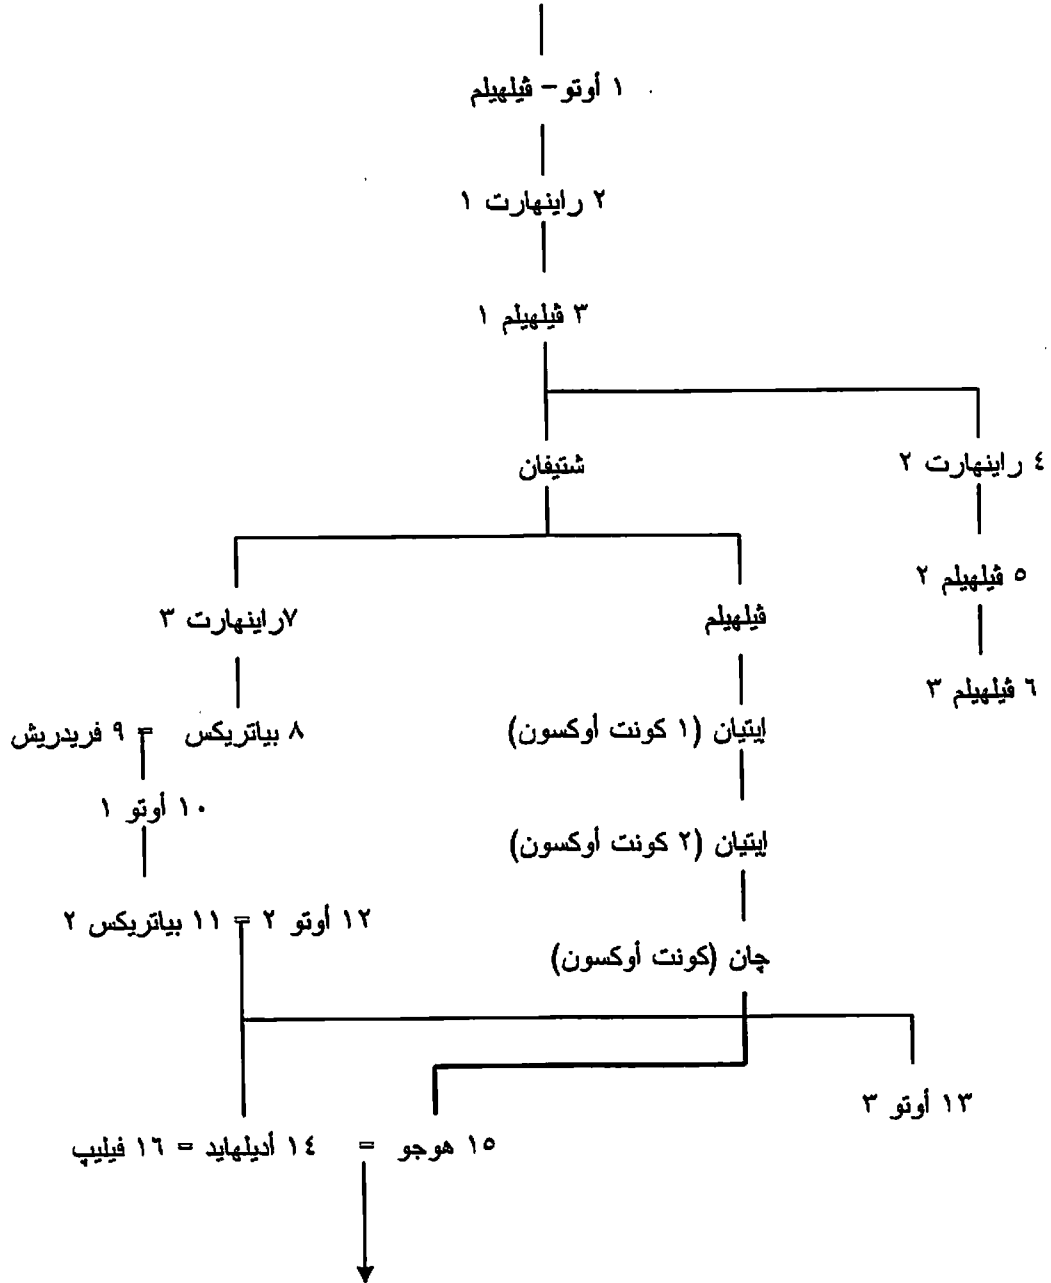 ١ أوتو – ڤيلهيلم
٢ راينهارت ١
٣ ڤيلهيلم ١
٤ راينهارت ٢
شتيفان
٥ ڤيلهيلم ٢
ڤيلهيلم
٧راينهارت ٣
٦ ڤيلهيلم ٣
إيتيان (١ كونت أوكسون)
٨ بياتريكس = ٩ فريدريش
١٠ أوتو ١
إيتيان (٢ كونت أوكسون)
١٢ أوتو ٢ = ١١ بياتريكس ٢
چان (كونت أوكسون)
١٣ أوتو ٣
١٥ هوجو = ١٤ أديلهايد = ١٦ فيليپ